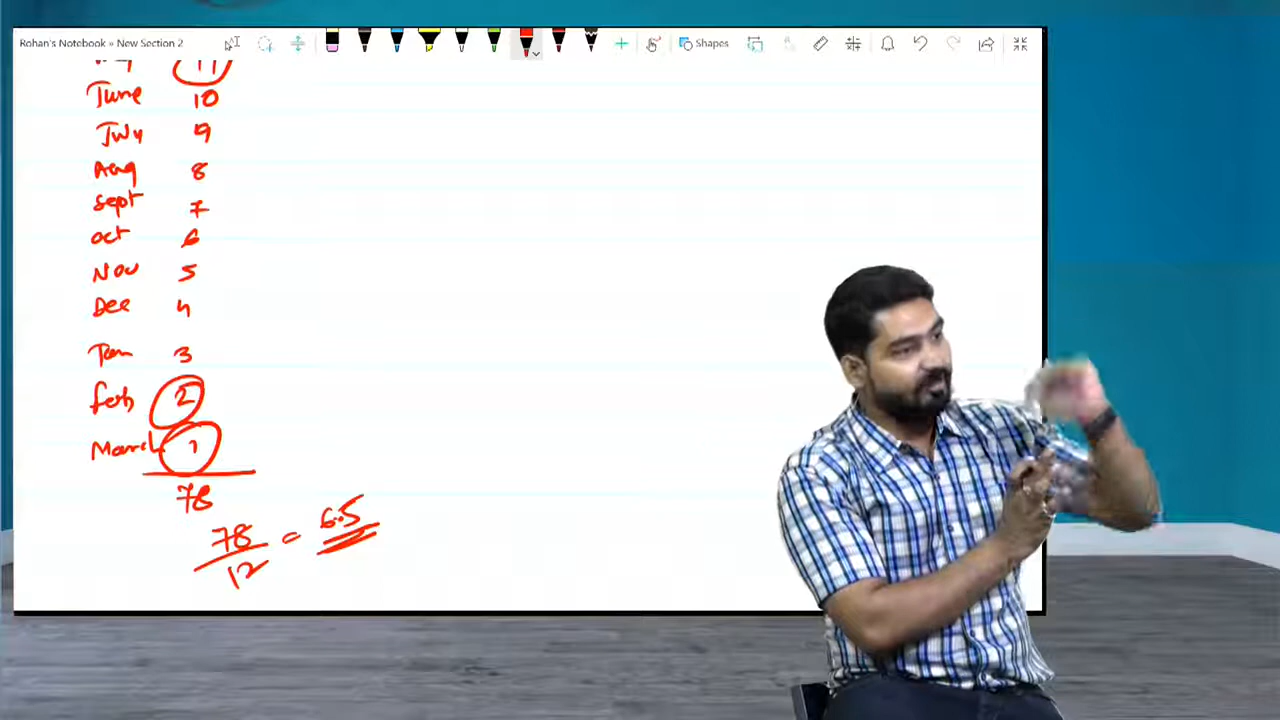 Rohan's Notebook » New Section 2
Shapes
11
June 10
July 9
Aug 8
Sept 7
Oct 6
Nov 5
Dec 4
Jan 3
Feb 2
March 1
78
78 = 6.5
12